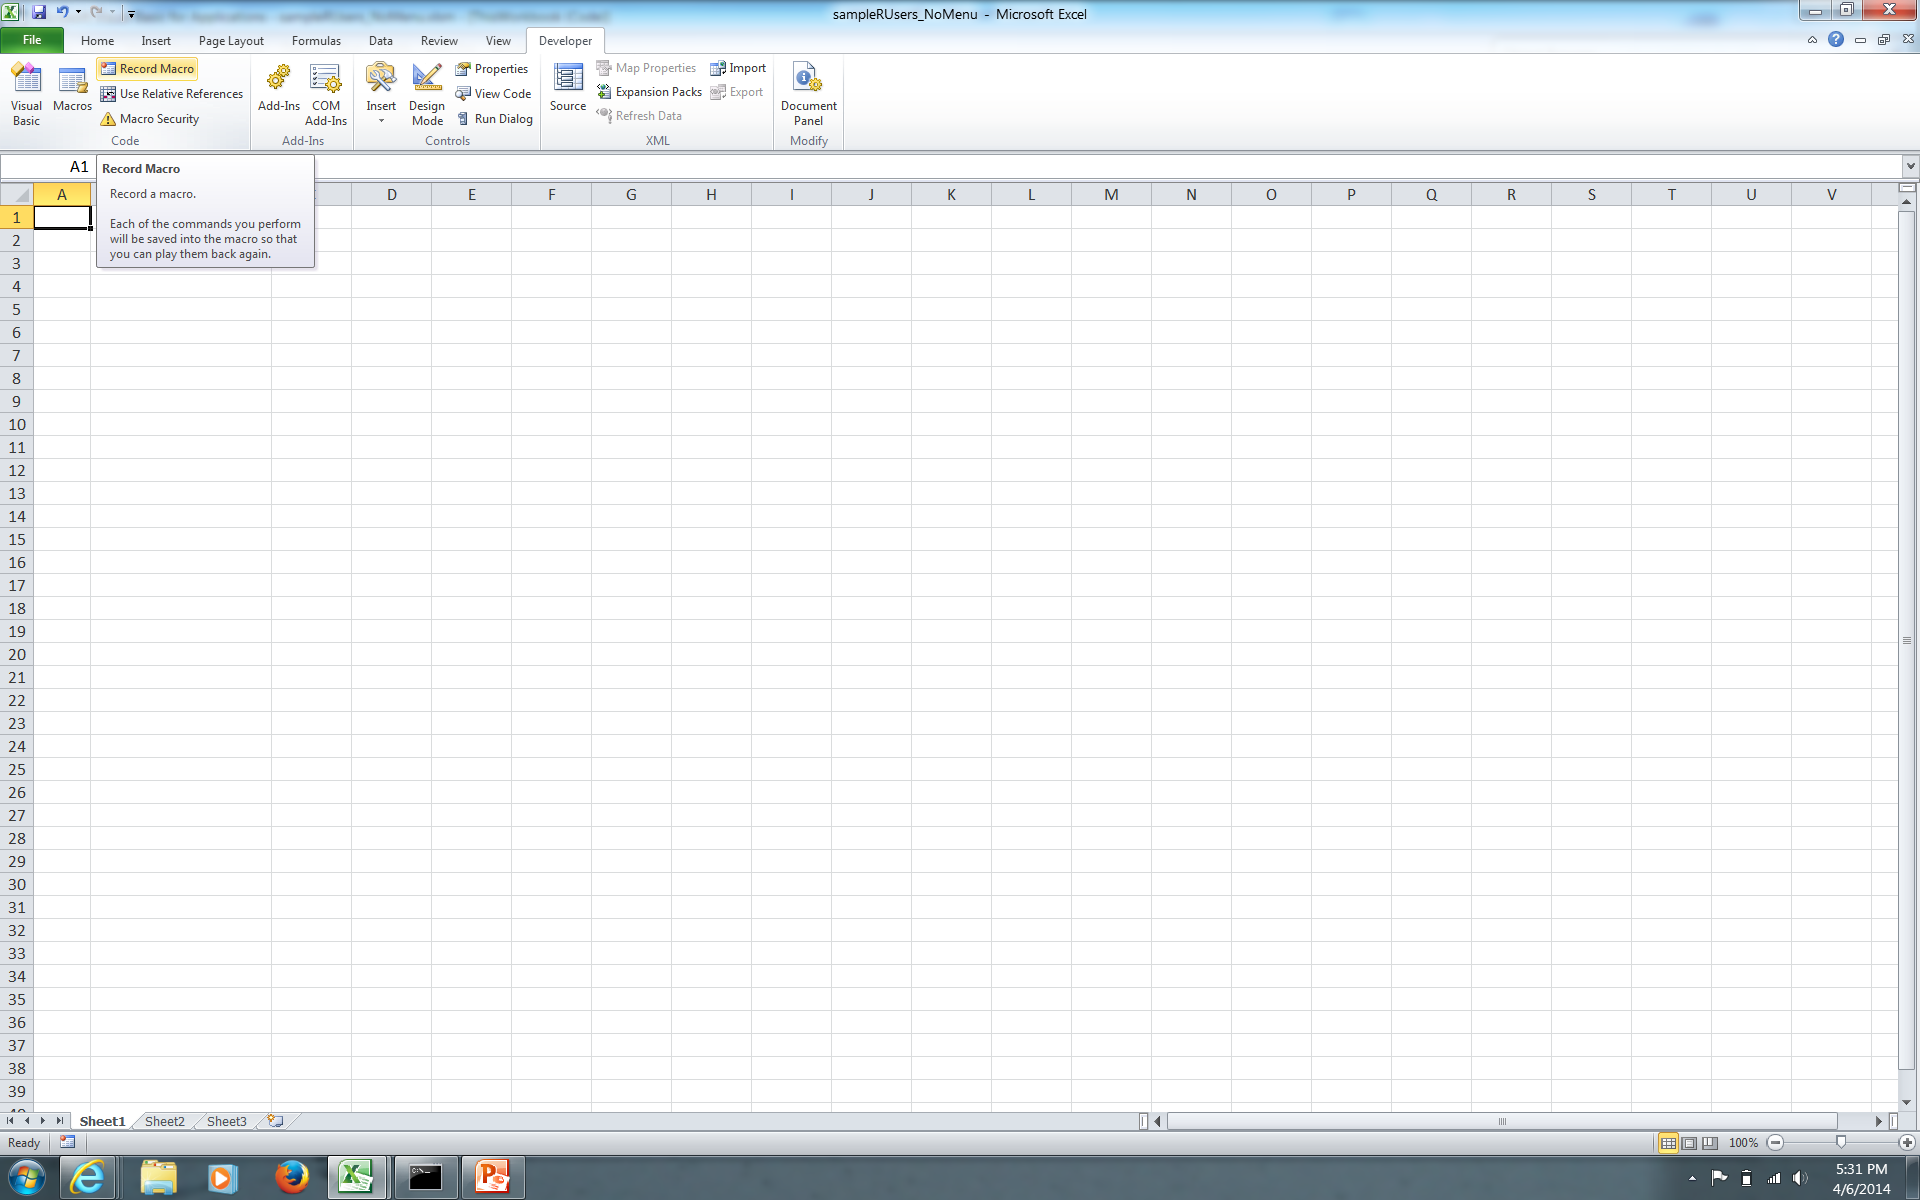 sampleRUsers_NoMenu - Microsoft Excel
File Home Insert Page Layout Formulas Data Review View Developer
Visual Basic
Macros
Record Macro
Use Relative References
Macro Security
Code
Add-Ins
COM Add-Ins
Add-Ins
Insert
Design Mode
Properties
View Code
Run Dialog
Controls
Source
Map Properties
Expansion Packs
Refresh Data
Import
Export
XML
Document Panel
Modify
A1
Record Macro
Record a macro.
Each of the commands you perform
will be saved into the macro so that
you can play them back again.
A D E F G H I J K L M N O P Q R S T U V
1
2
3
4
5
6
7
8
9
10
11
12
13
14
15
16
17
18
19
20
21
22
23
24
25
26
27
28
29
30
31
32
33
34
35
36
37
38
39
Sheet1 Sheet2 Sheet3
Ready
100%
5:31 PM
4/6/2014